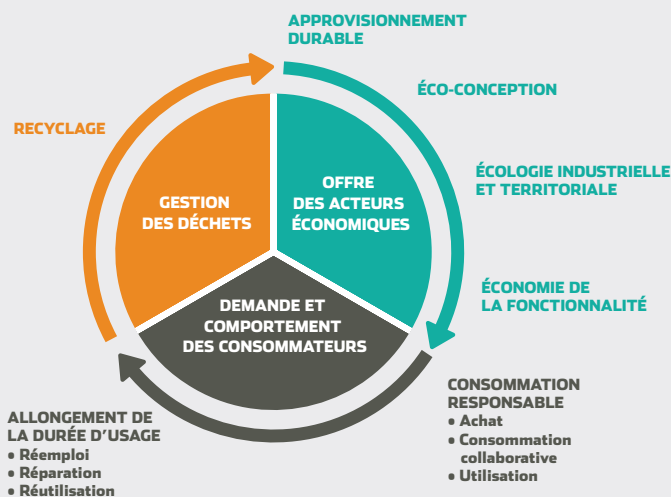 APPROVISIONNEMENT
DURABLE
ÉCO-CONCEPTION
ÉCOLOGIE INDUSTRIELLE
ET TERRITORIALE
ÉCONOMIE DE
LA FONCTIONNALITÉ
CONSOMMATION
RESPONSABLE
• Achat
• Consommation
collaborative
• Utilisation
ALLONGEMENT DE
LA DURÉE D'USAGE
• Réemploi
• Réparation
• Réutilisation
RECYCLAGE
GESTION
DES DÉCHETS
OFFRE
DES ACTEURS
ÉCONOMIQUES
DEMANDE ET
COMPORTEMENT
DES CONSOMMATEURS